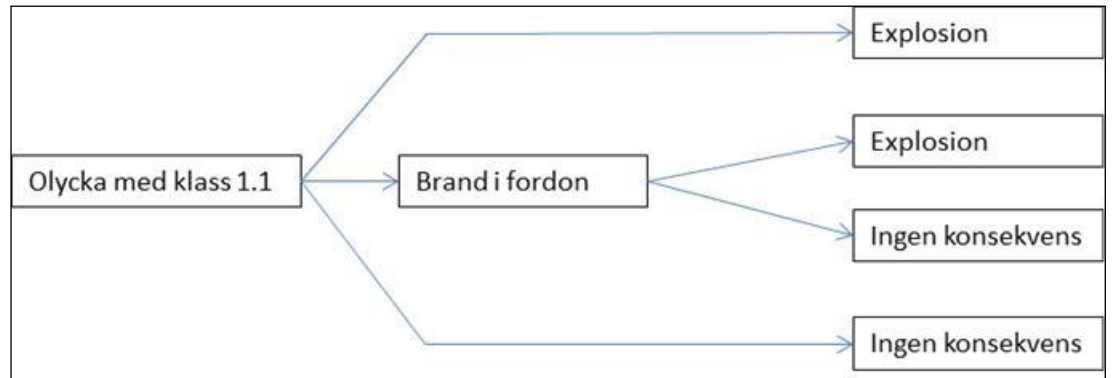 Explosion
Explosion
Olycka med klass 1.1
Brand i fordon
Ingen konsekvens
Ingen konsekvens